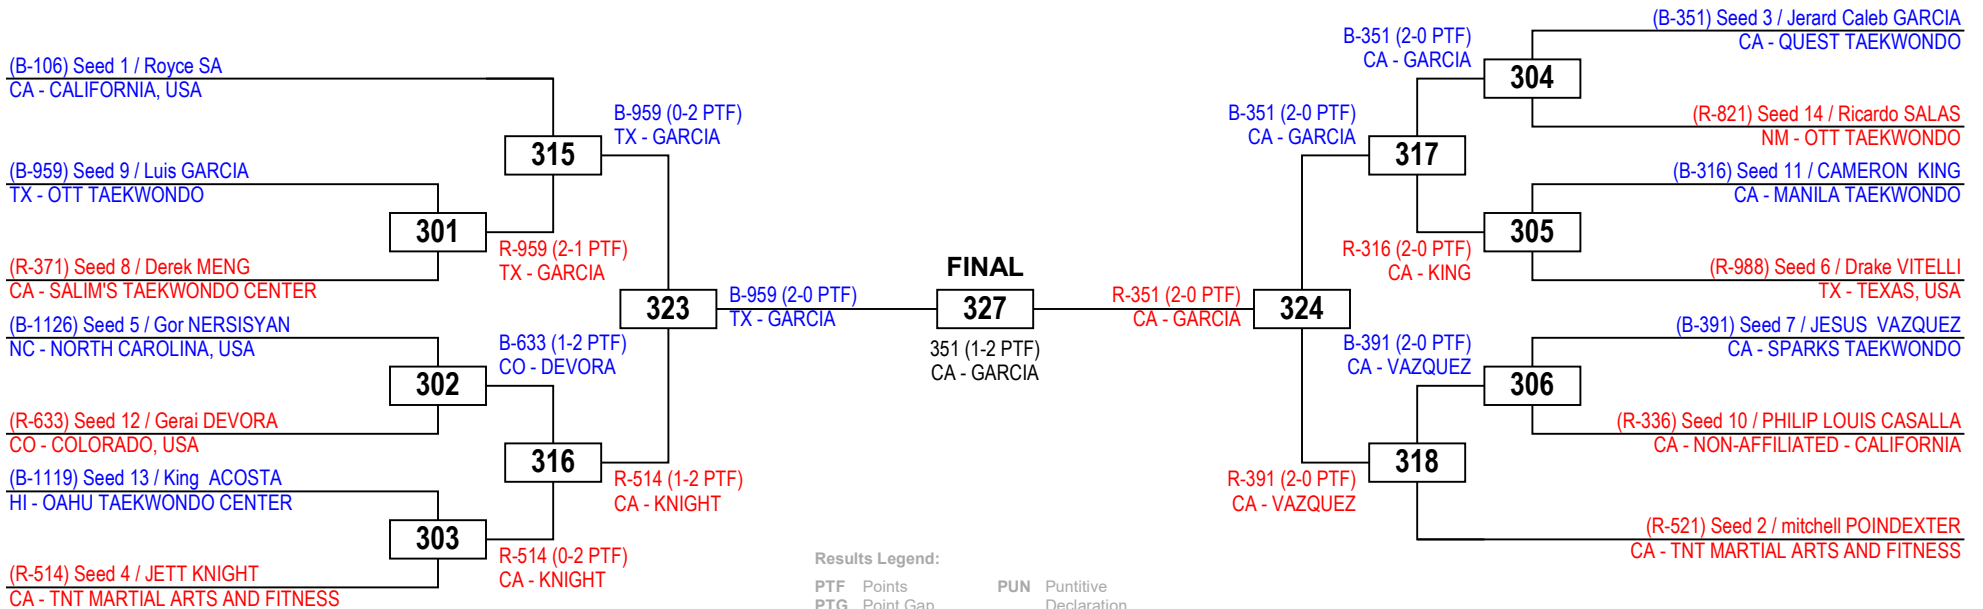 (B-106) Seed 1 / Royce SA
CA - CALIFORNIA, USA
(B-959) Seed 9 / Luis GARCIA
TX - OTT TAEKWONDO
(R-371) Seed 8 / Derek MENG
CA - SALIM'S TAEKWONDO CENTER
(B-1126) Seed 5 / Gor NERSISYAN
NC - NORTH CAROLINA, USA
(R-633) Seed 12 / Gerai DEVORA
CO - COLORADO, USA
(B-1119) Seed 13 / King  ACOSTA
HI - OAHU TAEKWONDO CENTER
(R-514) Seed 4 / JETT KNIGHT
CA - TNT MARTIAL ARTS AND FITNESS
301
R-959 (2-1 PTF)
TX - GARCIA
302
B-633 (1-2 PTF)
CO - DEVORA
303
R-514 (0-2 PTF)
CA - KNIGHT
315
B-959 (0-2 PTF)
TX - GARCIA
316
R-514 (1-2 PTF)
CA - KNIGHT
323
B-959 (2-0 PTF)
TX - GARCIA
FINAL
327
351 (1-2 PTF)
CA - GARCIA
R-351 (2-0 PTF)
CA - GARCIA
324
B-351 (2-0 PTF)
CA - GARCIA
317
R-391 (2-0 PTF)
CA - VAZQUEZ
318
B-351 (2-0 PTF)
CA - GARCIA
304
R-316 (2-0 PTF)
CA - KING
305
B-391 (2-0 PTF)
CA - VAZQUEZ
306
(B-351) Seed 3 / Jerard Caleb GARCIA
CA - QUEST TAEKWONDO
(R-821) Seed 14 / Ricardo SALAS
NM - OTT TAEKWONDO
(B-316) Seed 11 / CAMERON  KING
CA - MANILA TAEKWONDO
(R-988) Seed 6 / Drake VITELLI
TX - TEXAS, USA
(B-391) Seed 7 / JESUS  VAZQUEZ
CA - SPARKS TAEKWONDO
(R-336) Seed 10 / PHILIP LOUIS CASALLA
CA - NON-AFFILIATED - CALIFORNIA
(R-521) Seed 2 / mitchell POINDEXTER
CA - TNT MARTIAL ARTS AND FITNESS
Results Legend:
PTF Points PUN Puntitive
PTG Point Gap Declaration